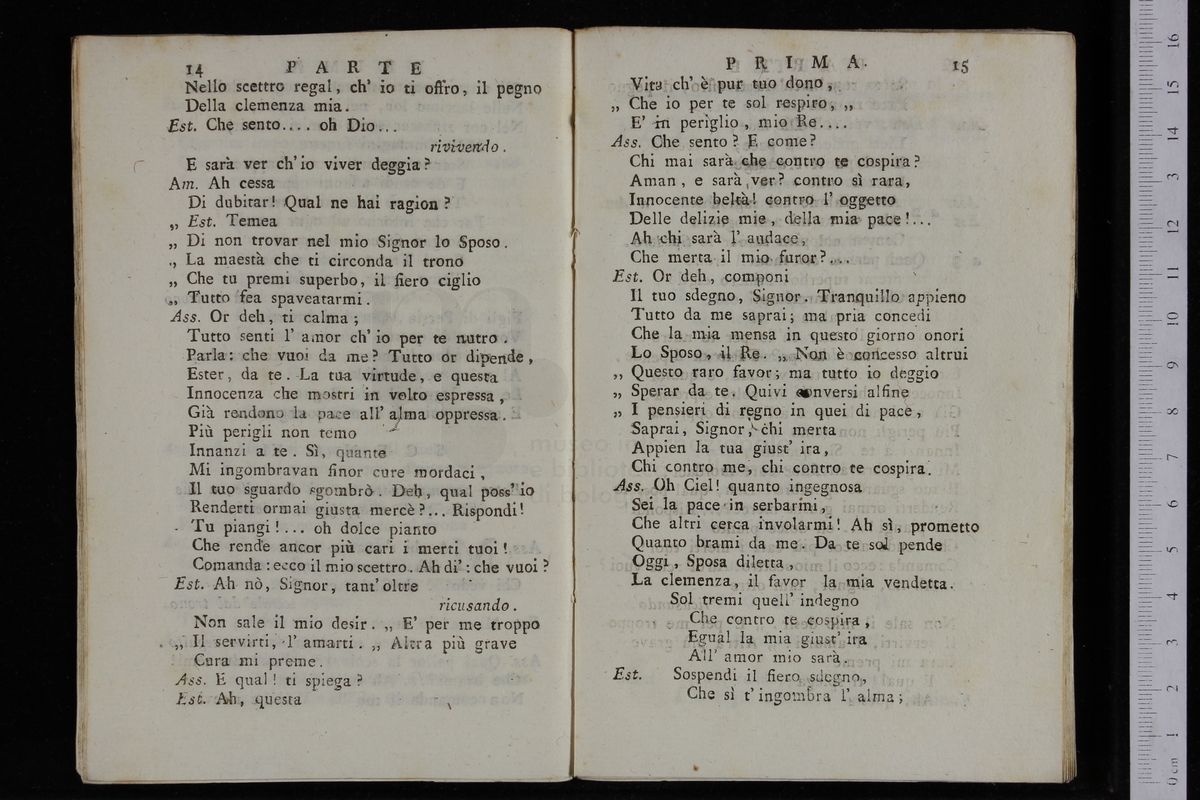 14 PARTE
Nello scettro regal, ch' io ti offro, il pegno
Della clemenza mia.
Est. Che sento.... oh Dio...
rivivendo.
E sarà ver ch' io viver deggia?
Am. Ah cessa
Di dubitar! Qual ne hai ragion?
„ Est. Temea
„ Di non trovar nel mio Signor lo Sposo.
„ La maestà che ti circonda il trono
„ Che tu premi superbo, il fiero ciglio
„ Tutto fea spaveatarmi.
Ass. Or deh, ti calma;
Tutto senti l' amor ch' io per te nutro.
Parla: che vuoi da me? Tutto or dipende,
Ester, da te. La tua virtude, e questa
Innocenza che mostri in volto espressa,
Già rendono la pace all' alma oppressa.
Più perigli non temo
Innanzi a te. Sì, quante
Mi ingombravan finor cure mordaci,
Il tuo sguardo sgombrò. Deh, qual poss' io
Renderti ormai giusta mercè?... Rispondi!
Tu piangi!... oh dolce pianto
Che rende ancor più cari i merti tuoi!
Comanda: ecco il mio scettro. Ah di': che vuoi?
Est. Ah nò, Signor, tant' oltre
ricusando.
Non sale il mio desir. „ E' per me troppo
„ Il servirti, l' amarti. „ Altra più grave
Cura mi preme.
Ass. E qual! ti spiega?
Est. Ah, questa
PRIMA. 15
Vita ch' è pur tuo dono,
„ Che io per te sol respiro, „
E' in periglio, mio Re....
Ass. Che sento? E come?
Chi mai sarà che contro te cospira?
Aman, e sarà ver? contro sì rara,
Innocente beltà! contro l' oggetto
Delle delizie mie, della mia pace!...
Ah chi sarà l' audace,
Che merta il mio furor?...
Est. Or deh, componi
Il tuo sdegno, Signor. Tranquillo appieno
Tutto da me saprai; ma pria concedi
Che la mia mensa in questo giorno onori
Lo Sposo, il Re. „ Non è concesso altrui
„ Questo raro favor; ma tutto io deggio
„ Sperar da te. Quivi conversi alfine
„ I pensieri di regno in quei di pace,
Saprai, Signor, chi merta
Appien la tua giust' ira,
Chi contro me, chi contro te cospira.
Ass. Oh Ciel! quanto ingegnosa
Sei la pace in serbarmi,
Che altri cerca involarmi! Ah sì, prometto
Quanto brami da me. Da te sol pende
Oggi, Sposa diletta,
La clemenza, il favor la mia vendetta.
Sol tremi quell' indegno
Che contro te cospira,
Egual la mia giust' ira
All' amor mio sarà.
Est. Sospendi il fiero sdegno,
Che sì t' ingombra l' alma;